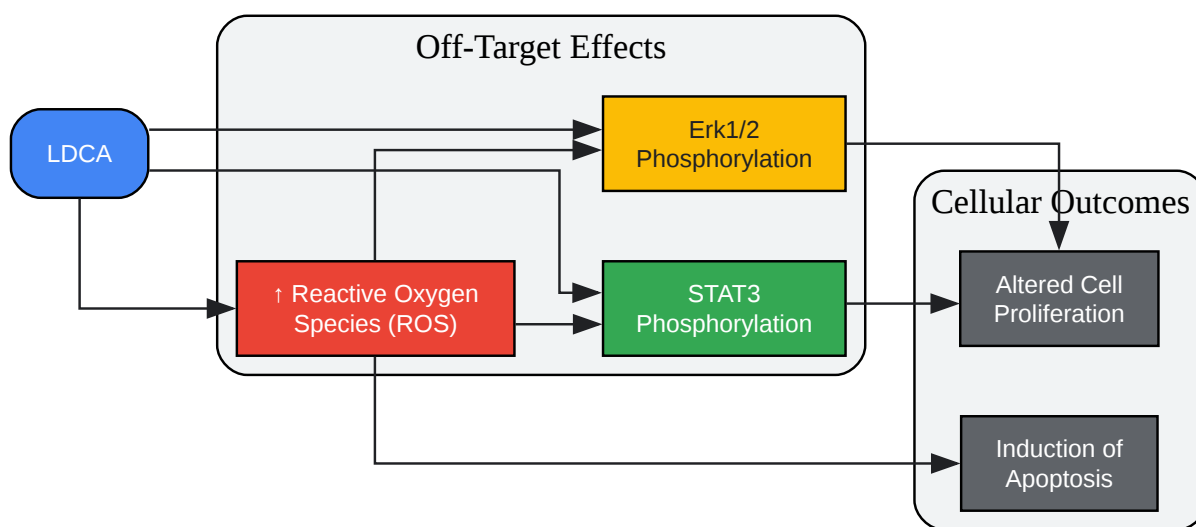 Off-Target Effects
LDCA
Erk1/2
Phosphorylation
Cellular Outcomes
↑ Reactive Oxygen
Species (ROS)
STAT3
Phosphorylation
Altered Cell
Proliferation
Induction of
Apoptosis